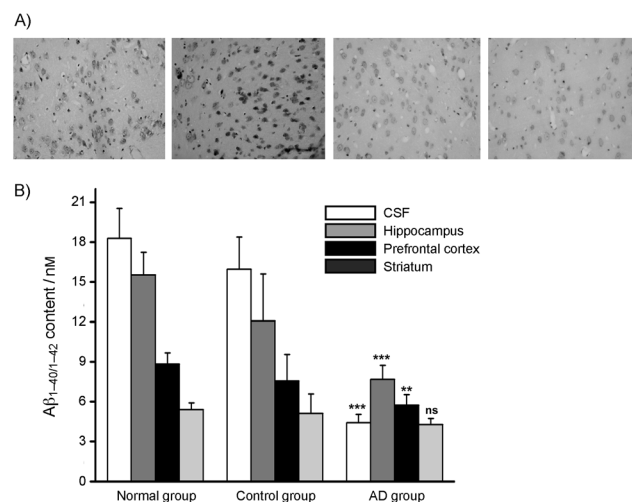 A)
B)
21
18
15
12
9
6
3
0
Aβ1–40/1–42 content / nM
CSF
Hippocampus
Prefrontal cortex
Striatum
***
***
**
ns
Normal group
Control group
AD group